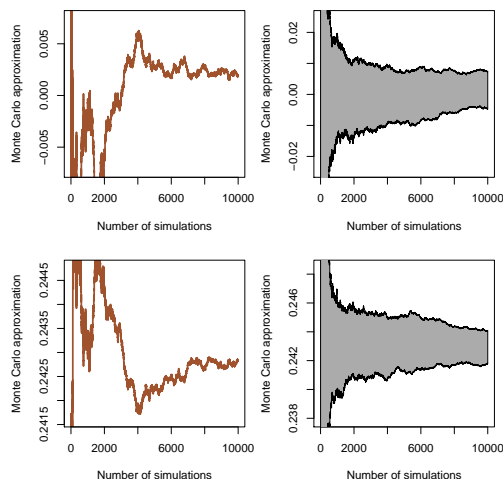 Monte Carlo approximation
-0.005 0.000 0.005
0 2000 6000 10000
Number of simulations
Monte Carlo approximation
-0.02 0.00 0.02
0 2000 6000 10000
Number of simulations
Monte Carlo approximation
0.2415 0.2425 0.2435 0.2445
0 2000 6000 10000
Number of simulations
Monte Carlo approximation
0.238 0.242 0.246
0 2000 6000 10000
Number of simulations